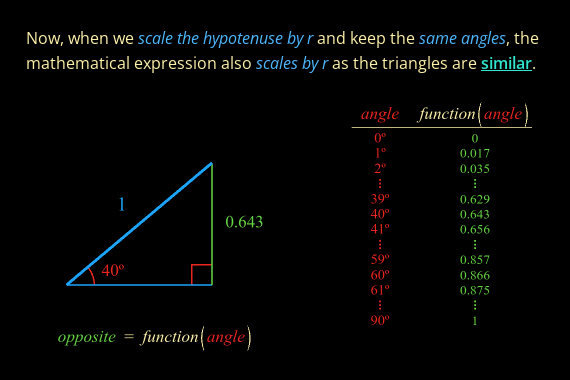 Now, when we scale the hypotenuse by r and keep the same angles, the
mathematical expression also scales by r as the triangles are similar.
angle function(angle)
0º 0
1º 0.017
2º 0.035
⋮ ⋮
39º 0.629
40º 0.643
41º 0.656
⋮ ⋮
59º 0.857
60º 0.866
61º 0.875
⋮ ⋮
90º 1
1
0.643
40º
opposite = function(angle)